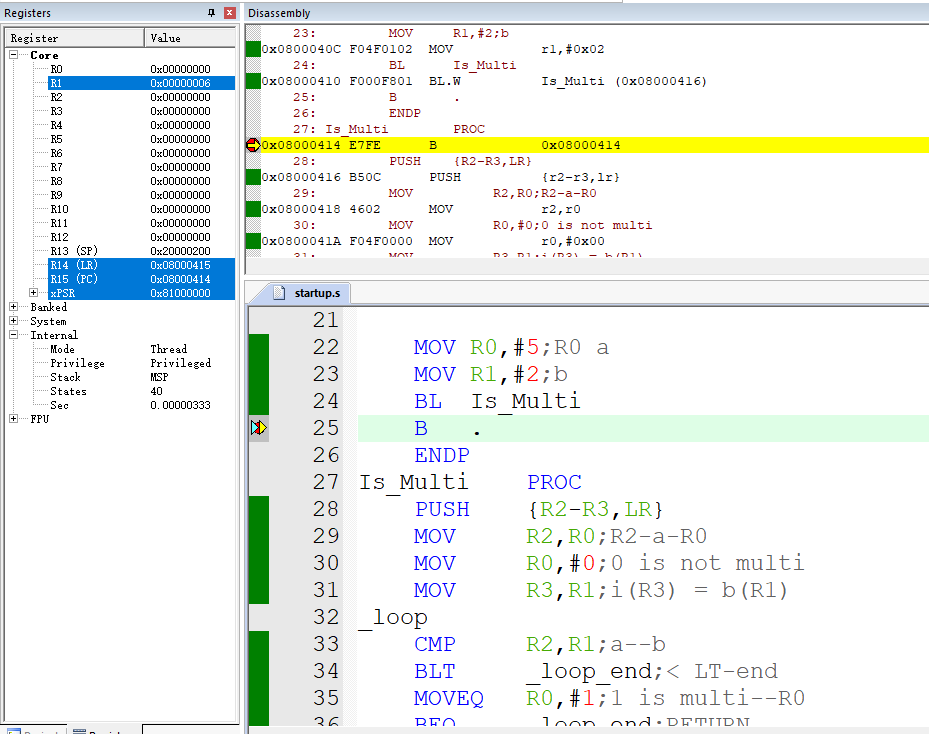 Registers
Register Value
Core
R0 0x00000000
R1 0x00000006
R2 0x00000000
R3 0x00000000
R4 0x00000000
R5 0x00000000
R6 0x00000000
R7 0x00000000
R8 0x00000000
R9 0x00000000
R10 0x00000000
R11 0x00000000
R12 0x00000000
R13 (SP) 0x20000200
R14 (LR) 0x08000415
R15 (PC) 0x08000414
xPSR 0x81000000
Banked
System
Internal
Mode Thread
Privilege Privileged
Stack MSP
States 40
Sec 0.00000333
FPU
Disassembly
23: MOV R1,#2;b
0x0800040C F04F0102 MOV r1,#0x02
24: BL Is_Multi
0x08000410 F000F801 BL.W Is_Multi (0x08000416)
25: B .
26: ENDP
27: Is_Multi PROC
0x08000414 E7FE B 0x08000414
28: PUSH {R2-R3,LR}
0x08000416 B50C PUSH {r2-r3,lr}
29: MOV R2,R0;R2-a-R0
0x08000418 4602 MOV r2,r0
30: MOV R0,#0;0 is not multi
0x0800041A F04F0000 MOV r0,#0x00
31: MOV R3,R1;i(R3) = b(R1)
startup.s
21
22 MOV R0,#5;R0 a
23 MOV R1,#2;b
24 BL Is_Multi
25 B .
26 ENDP
27 Is_Multi PROC
28 PUSH {R2-R3,LR}
29 MOV R2,R0;R2-a-R0
30 MOV R0,#0;0 is not multi
31 MOV R3,R1;i(R3) = b(R1)
32 _loop
33 CMP R2,R1;a--b
34 BLT _loop_end;< LT-end
35 MOVEQ R0,#1;1 is multi--R0
36 BEQ _loop_end;RETURN